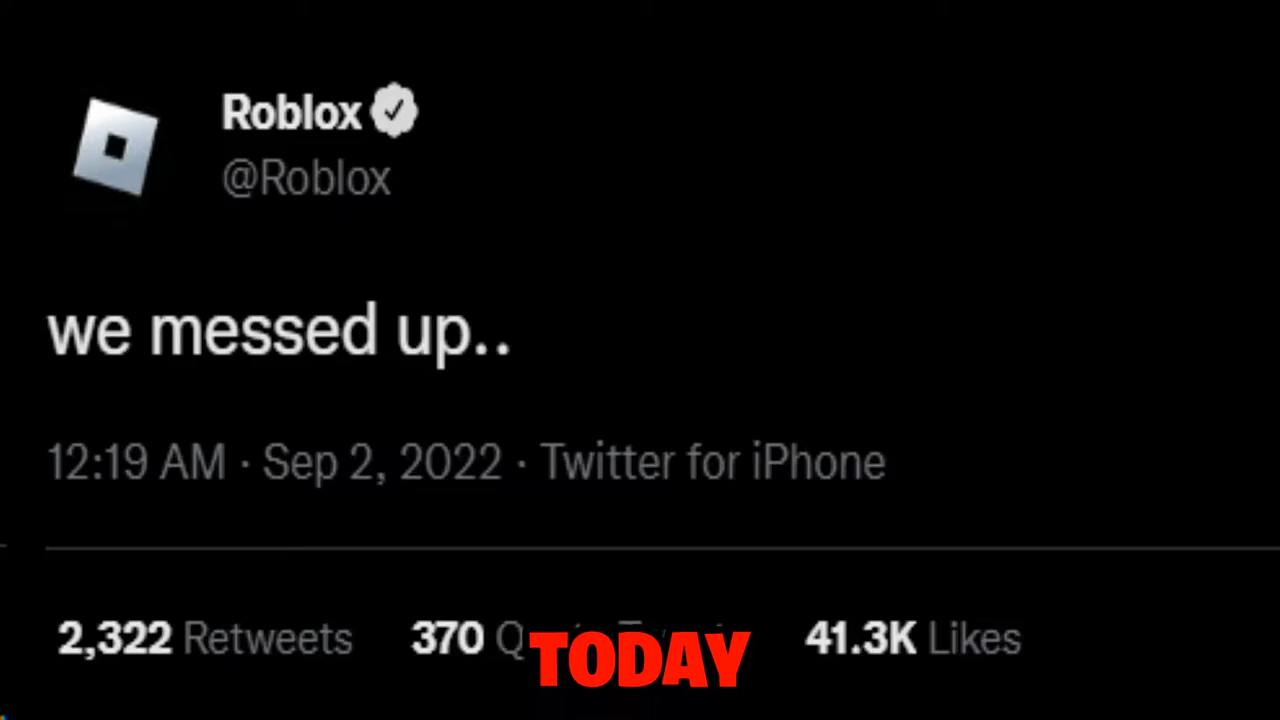 Roblox
@Roblox
we messed up..
12:19 AM · Sep 2, 2022 · Twitter for iPhone
2,322 Retweets 370 41.3K Likes
TODAY